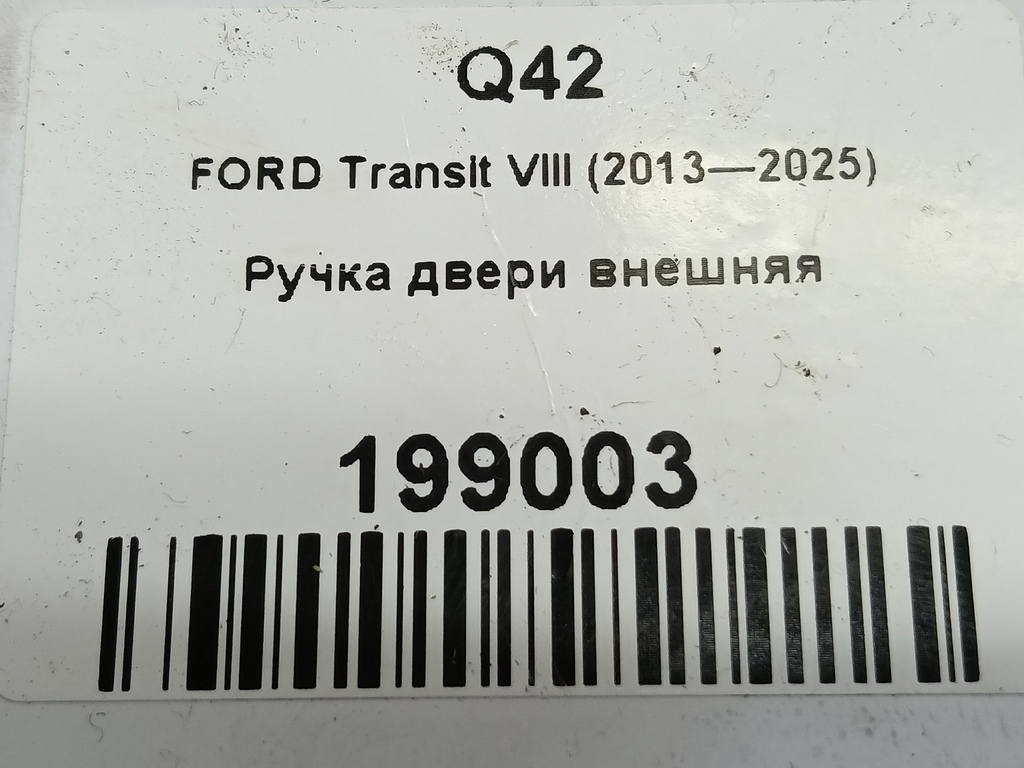 Q42
FORD Transit VIII (2013—2025)
Ручка двери внешняя
199003